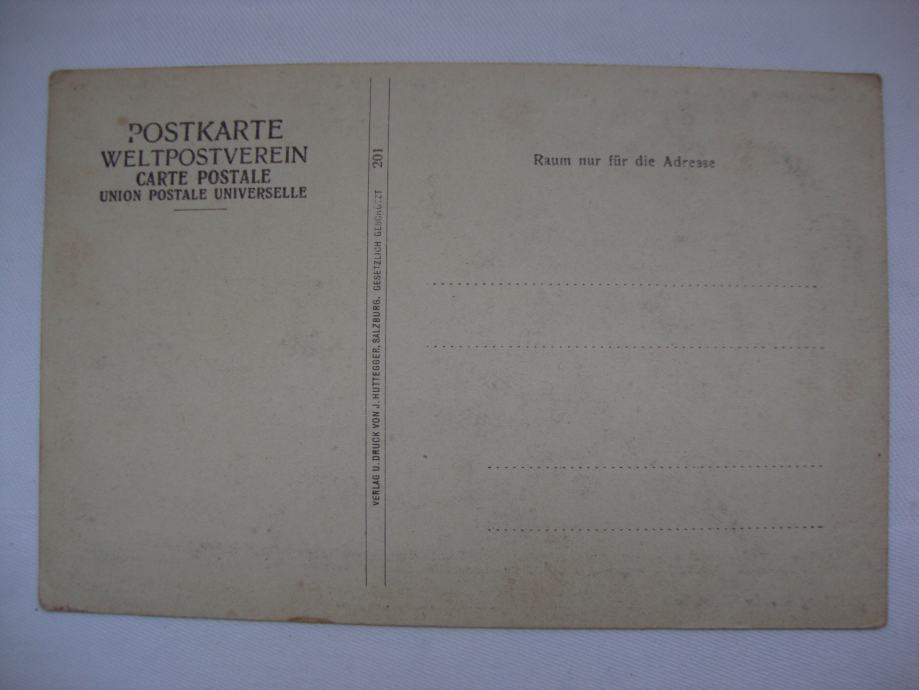 POSTKARTE
WELTPOSTVEREIN
CARTE POSTALE
UNION POSTALE UNIVERSELLE
VERLAG U. DRUCK VON J. HUTTEGGER, SALZBURG. GESETZLICH GESCHÜTZT 201
Raum nur für die Adresse